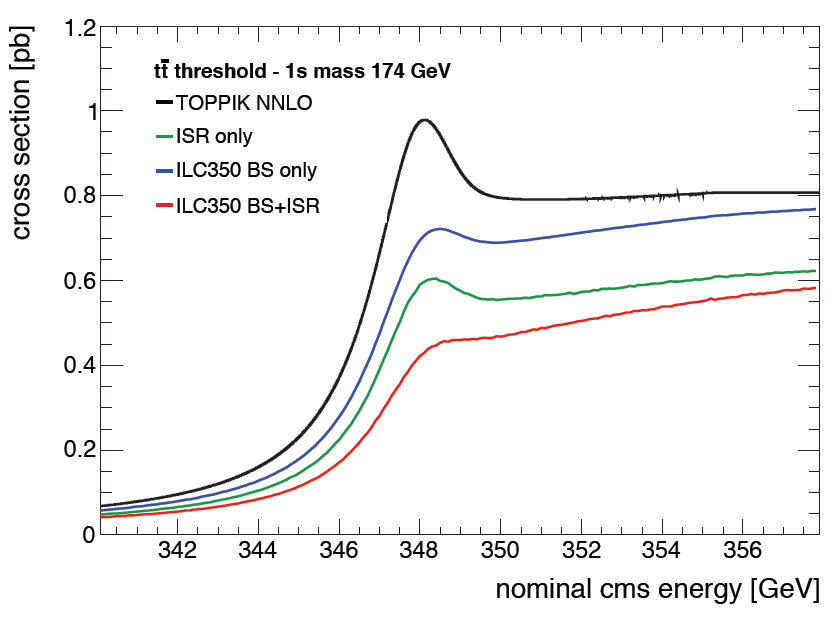 cross section [pb]
1.2
1
0.8
0.6
0.4
0.2
0
tt̄ threshold - 1s mass 174 GeV
TOPPIK NNLO
ISR only
ILC350 BS only
ILC350 BS+ISR
342 344 346 348 350 352 354 356
nominal cms energy [GeV]